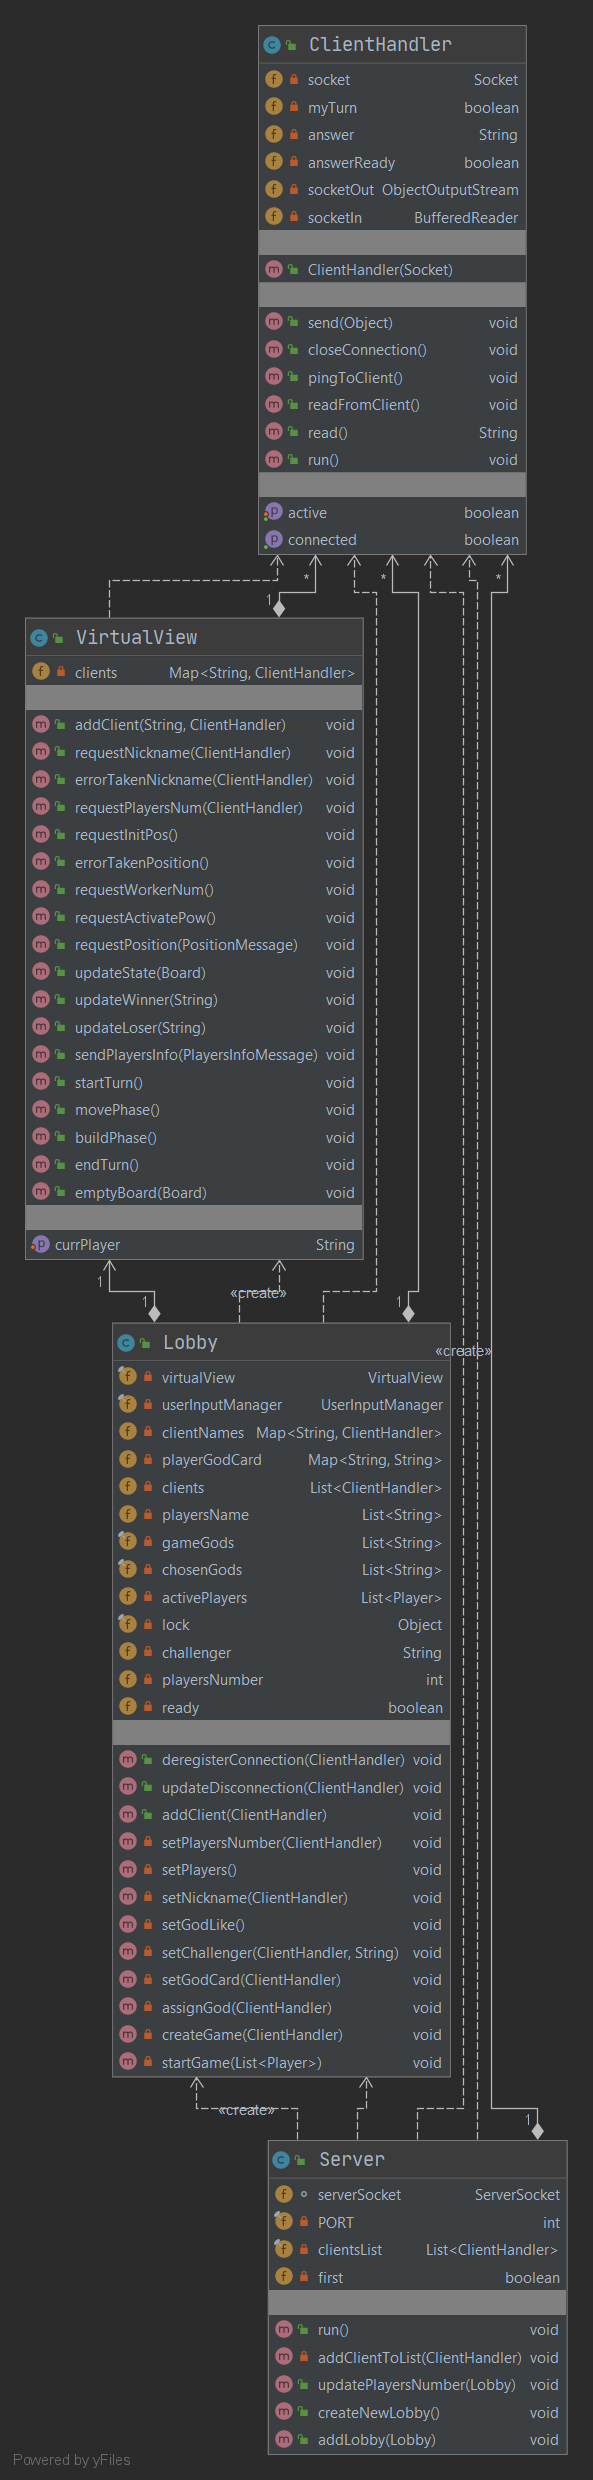 ClientHandler
socket Socket
myTurn boolean
answer String
answerReady boolean
socketOut ObjectOutputStream
socketIn BufferedReader
ClientHandler(Socket)
send(Object) void
closeConnection() void
pingToClient() void
readFromClient() void
read() String
run() void
active boolean
connected boolean
* * *
1
VirtualView
clients Map<String, ClientHandler>
addClient(String, ClientHandler) void
requestNickname(ClientHandler) void
errorTakenNickname(ClientHandler) void
requestPlayersNum(ClientHandler) void
requestInitPos() void
errorTakenPosition() void
requestWorkerNum() void
requestActivatePow() void
requestPosition(PositionMessage) void
updateState(Board) void
updateWinner(String) void
updateLoser(String) void
sendPlayersInfo(PlayersInfoMessage) void
startTurn() void
movePhase() void
buildPhase() void
endTurn() void
emptyBoard(Board) void
currPlayer String
1
«create»
1 1
Lobby
«create»
virtualView VirtualView
userInputManager UserInputManager
clientNames Map<String, ClientHandler>
playerGodCard Map<String, String>
clients List<ClientHandler>
playersName List<String>
gameGods List<String>
chosenGods List<String>
activePlayers List<Player>
lock Object
challenger String
playersNumber int
ready boolean
deregisterConnection(ClientHandler) void
updateDisconnection(ClientHandler) void
addClient(ClientHandler) void
setPlayersNumber(ClientHandler) void
setPlayers() void
setNickname(ClientHandler) void
setGodLike() void
setChallenger(ClientHandler, String) void
setGodCard(ClientHandler) void
assignGod(ClientHandler) void
createGame(ClientHandler) void
startGame(List<Player>) void
«create»
1
Server
serverSocket ServerSocket
PORT int
clientsList List<ClientHandler>
first boolean
run() void
addClientToList(ClientHandler) void
updatePlayersNumber(Lobby) void
createNewLobby() void
addLobby(Lobby) void
Powered by yFiles